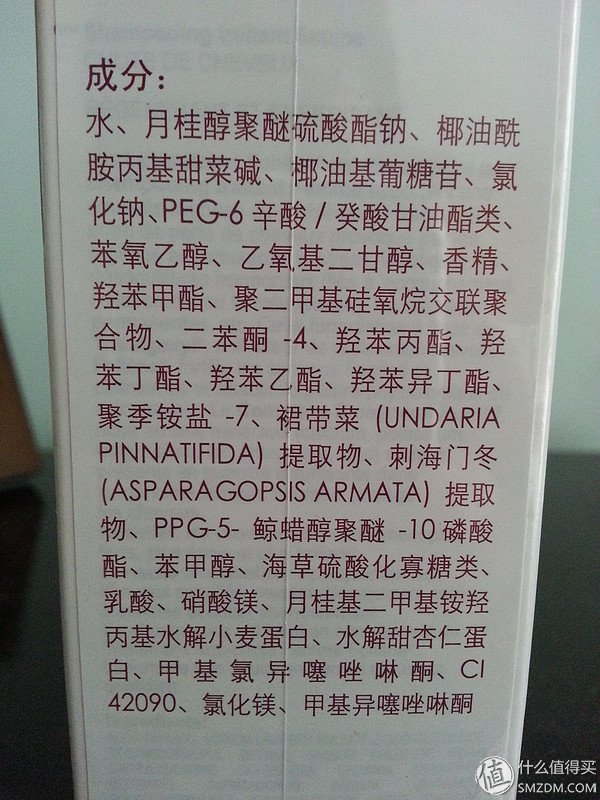 成分：
水、月桂醇聚醚硫酸酯钠、椰油酰
胺丙基甜菜碱、椰油基葡糖苷、氯
化钠、PEG-6 辛酸 / 癸酸甘油酯类、
苯氧乙醇、乙氧基二甘醇、香精、
羟苯甲酯、聚二甲基硅氧烷交联聚
合物、二苯酮 -4、羟苯丙酯、羟
苯丁酯、羟苯乙酯、羟苯异丁酯、
聚季铵盐 -7、裙带菜 (UNDARIA
PINNATIFIDA) 提取物、刺海门冬
(ASPARAGOPSIS ARMATA) 提取
物、PPG-5- 鲸蜡醇聚醚 -10 磷酸
酯、苯甲醇、海草硫酸化寡糖类、
乳酸、硝酸镁、月桂基二甲基铵羟
丙基水解小麦蛋白、水解甜杏仁蛋
白、甲基氯异噻唑啉酮、CI
42090、氯化镁、甲基异噻唑啉酮
值 什么值得买
SMZDM.COM